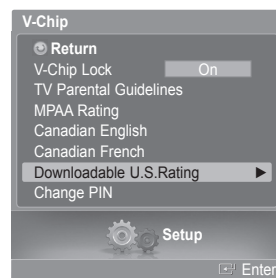 V-Chip
Return
V-Chip Lock On
TV Parental Guidelines
MPAA Rating
Canadian English
Canadian French
Downloadable U.S.Rating
Change PIN
Setup
Enter